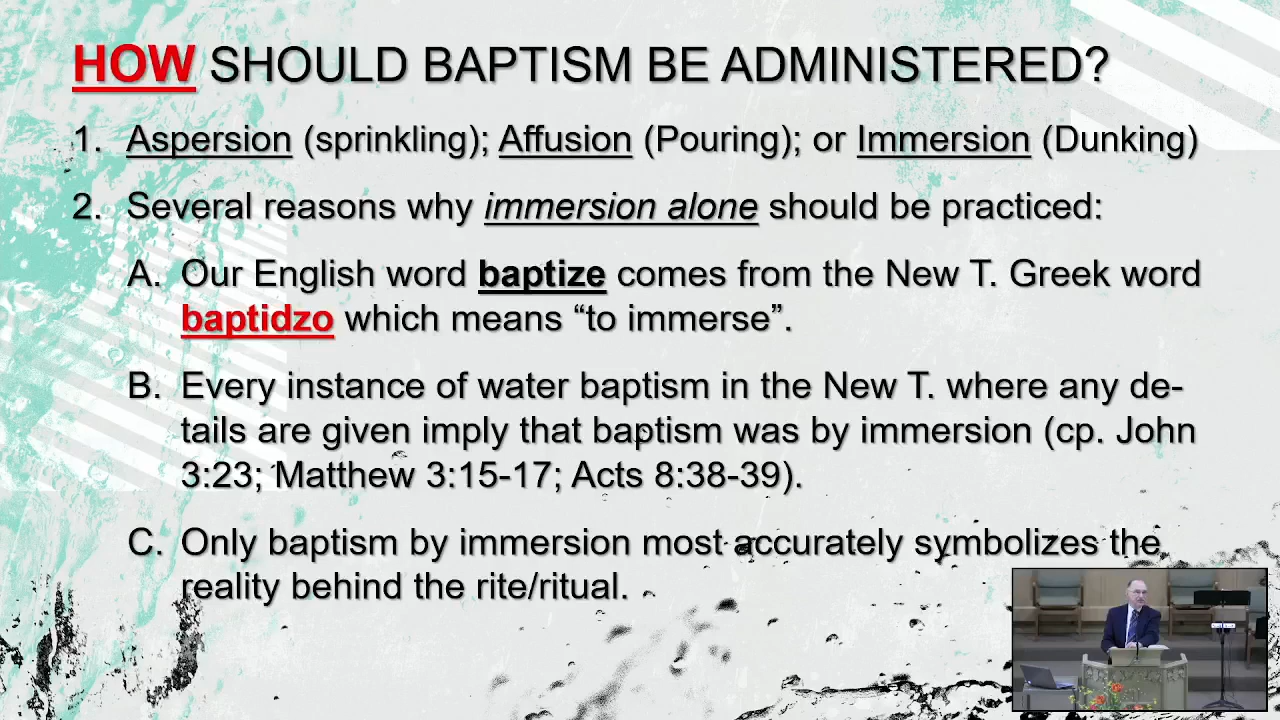 HOW SHOULD BAPTISM BE ADMINISTERED?
1. Aspersion (sprinkling); Affusion (Pouring); or Immersion (Dunking)
2. Several reasons why immersion alone should be practiced:
A. Our English word baptize comes from the New T. Greek word
baptidzo which means “to immerse”.
B. Every instance of water baptism in the New T. where any de-
tails are given imply that baptism was by immersion (cp. John
3:23; Matthew 3:15-17; Acts 8:38-39).
C. Only baptism by immersion most accurately symbolizes the
reality behind the rite/ritual.